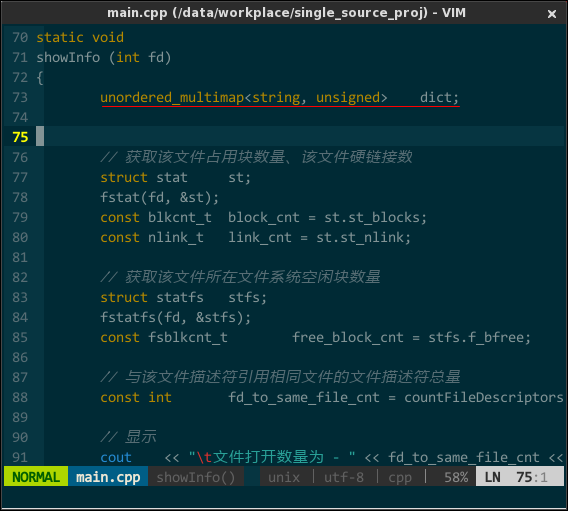 main.cpp (/data/workplace/single_source_proj) - VIM
70 static void
71 showInfo (int fd)
72 {
73         unordered_multimap<string, unsigned>    dict;
74
75
76         // 获取该文件占用块数量、该文件硬链接数
77         struct stat     st;
78         fstat(fd, &st);
79         const blkcnt_t  block_cnt = st.st_blocks;
80         const nlink_t   link_cnt = st.st_nlink;
81
82         // 获取该文件所在文件系统空闲块数量
83         struct statfs   stfs;
84         fstatfs(fd, &stfs);
85         const fsblkcnt_t        free_block_cnt = stfs.f_bfree;
86
87         // 与该文件描述符引用相同文件的文件描述符总量
88         const int       fd_to_same_file_cnt = countFileDescriptors
89
90         // 显示
91         cout    << "\t文件打开数量为 - " << fd_to_same_file_cnt <<
NORMAL main.cpp showInfo() unix | utf-8 | cpp | 58% LN 75:1